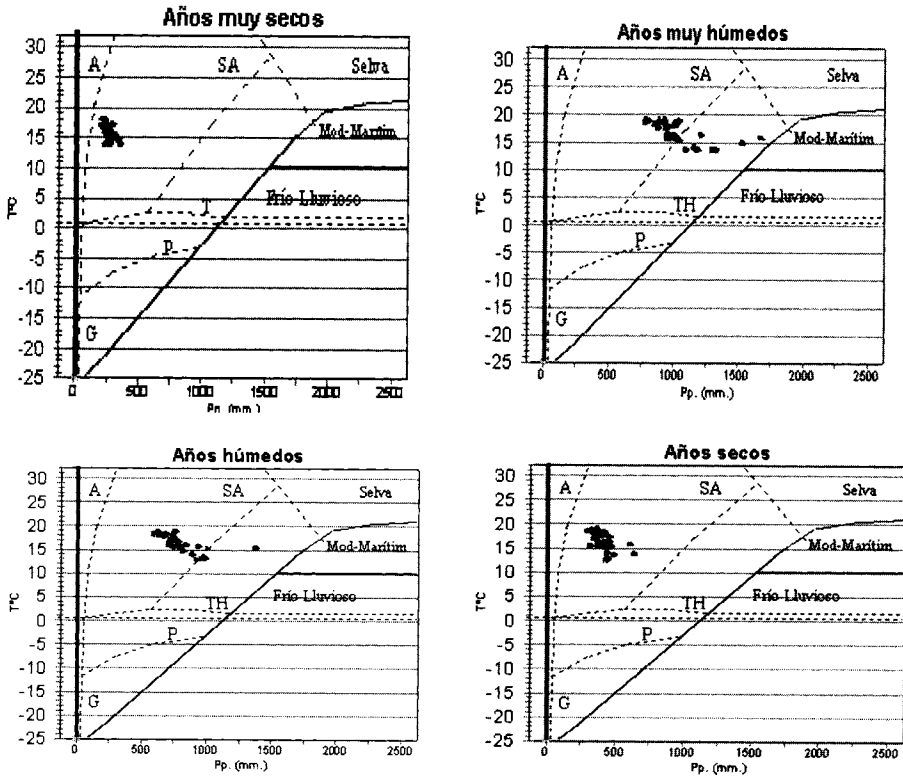 Años muy secos
30
25
20
15
10
5
0
-5
-10
-15
-20
-25
T°C
A
SA
Selva
Mod-Marítim
Frío-Lluvioso
T
P
G
0
500
1000
1500
2000
2500
Pp. (mm.)
Años muy húmedos
30
25
20
15
10
5
0
-5
-10
-15
-20
-25
T°C
A
SA
Selva
Mod-Marítim
Frío-Lluvioso
TH
P
G
0
500
1000
1500
2000
2500
Pp. (mm.)
Años húmedos
30
25
20
15
10
5
0
-5
-10
-15
-20
-25
T°C
A
SA
Selva
Mod-Marítim
Frío Lluvioso
TH
P
G
0
500
1000
1500
2000
2500
Pp. (mm.)
Años secos
30
25
20
15
10
5
0
-5
-10
-15
-20
-25
T°C
A
SA
Selva
Mod-Marítim
Frío-Lluvioso
TH
P
G
0
500
1000
1500
2000
2500
Pp. (mm.)